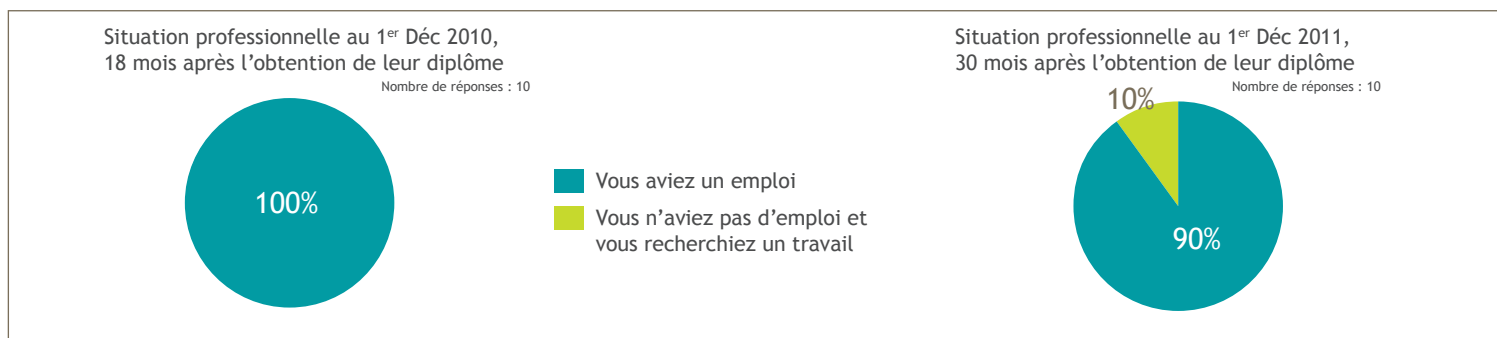 Situation professionnelle au 1er Déc 2010,
18 mois après l’obtention de leur diplôme
Nombre de réponses : 10
100%
Vous aviez un emploi
Vous n’aviez pas d’emploi et
vous recherchiez un travail
Situation professionnelle au 1er Déc 2011,
30 mois après l’obtention de leur diplôme
Nombre de réponses : 10
10%
90%